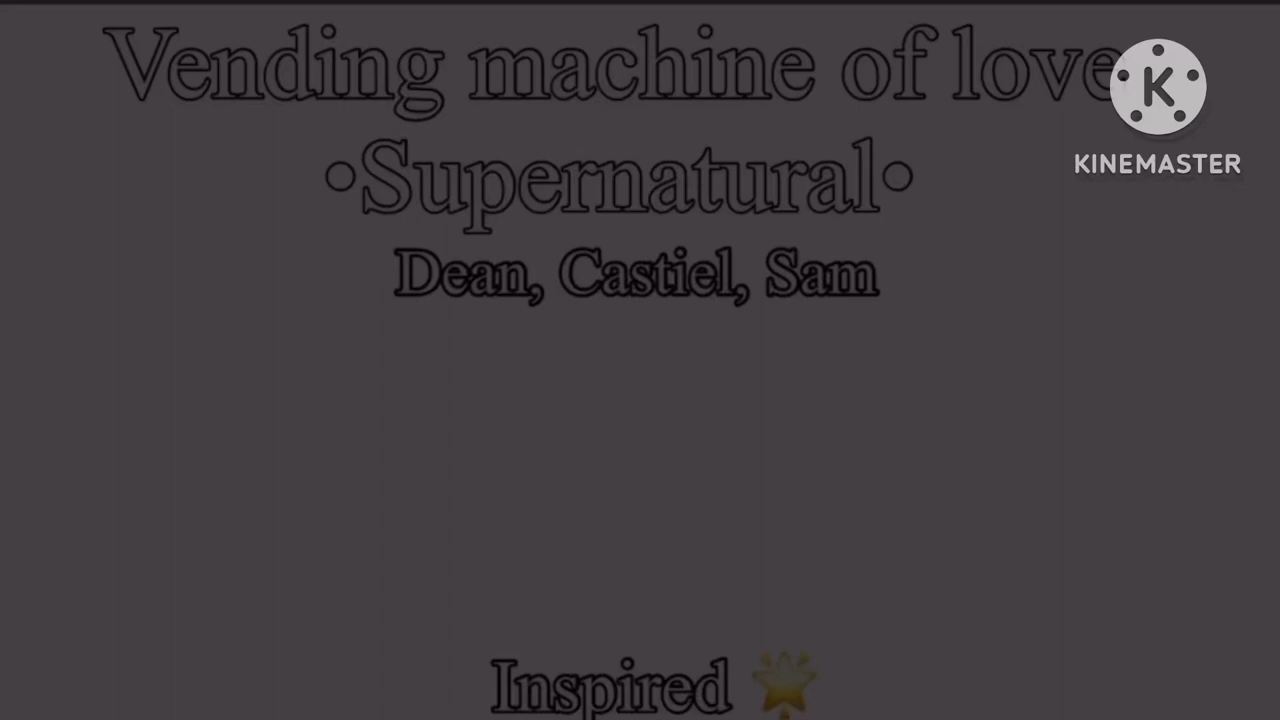 Vending machine of love
•Supernatural•
Dean, Castiel, Sam
K
KINEMASTER
Inspired 🌟